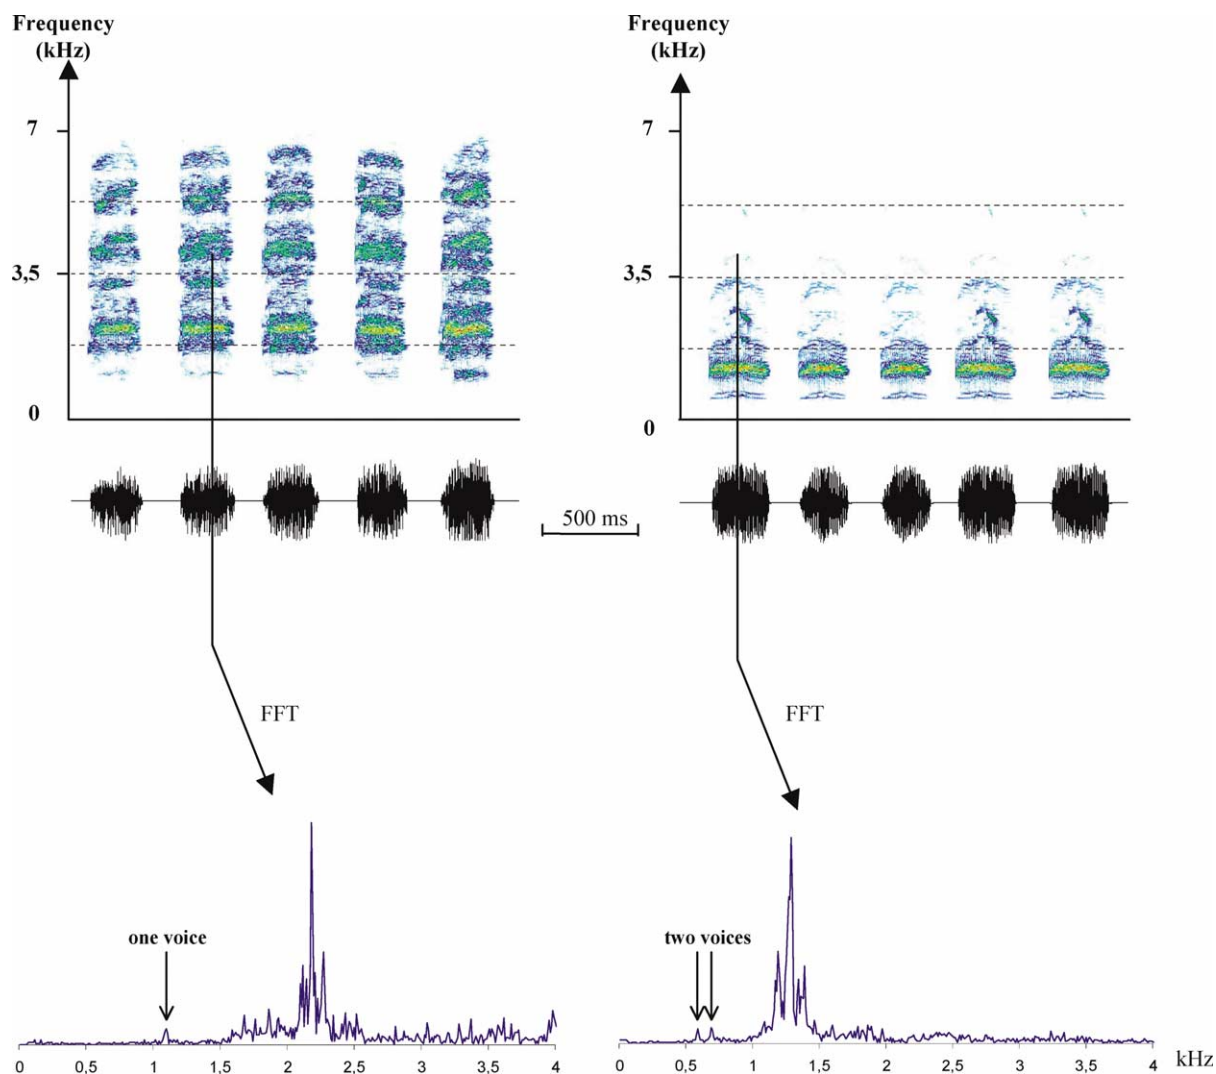 Frequency
(kHz)
7
3,5
0
Frequency
(kHz)
7
3,5
0
500 ms
FFT
FFT
one voice
two voices
0 0,5 1 1,5 2 2,5 3 3,5 4
0 0,5 1 1,5 2 2,5 3 3,5 4 kHz